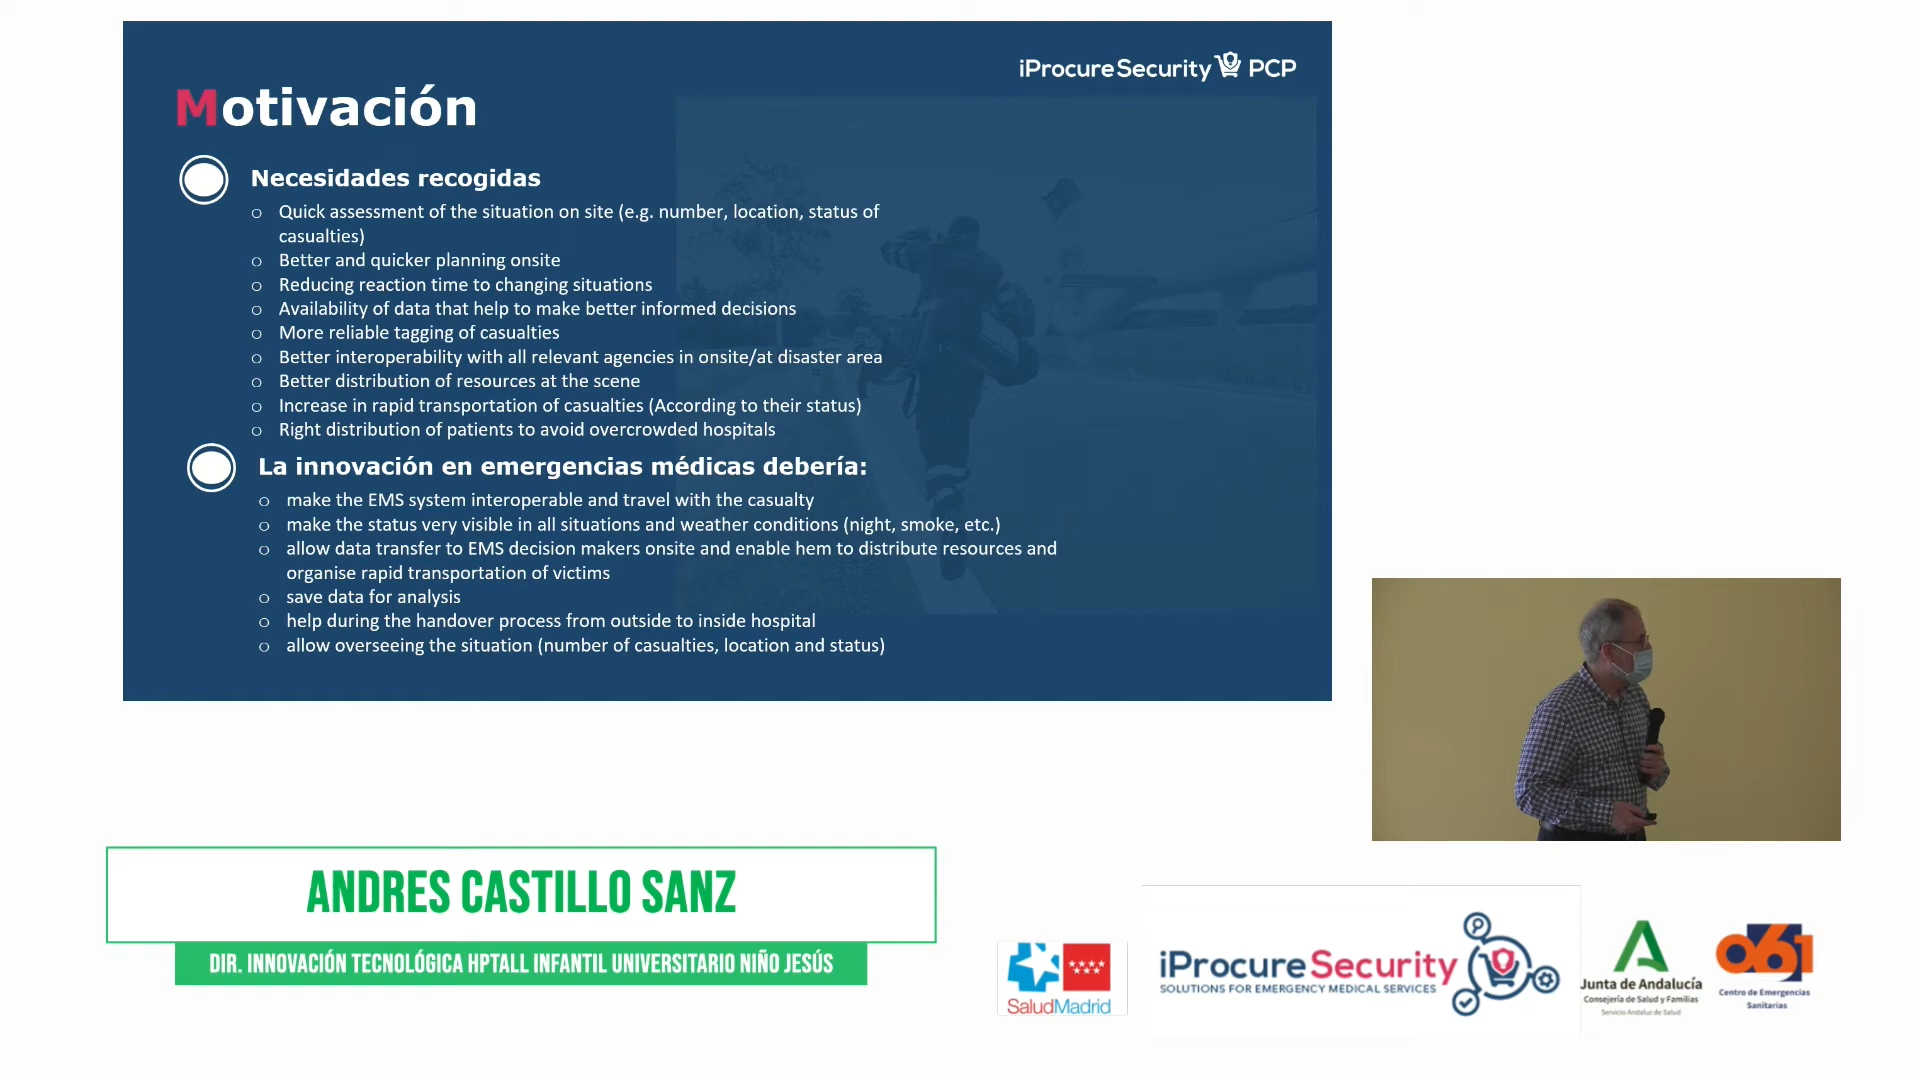 iProcureSecurity PCP
Motivación
Necesidades recogidas
o Quick assessment of the situation on site (e.g. number, location, status of
casualties)
o Better and quicker planning onsite
o Reducing reaction time to changing situations
o Availability of data that help to make better informed decisions
o More reliable tagging of casualties
o Better interoperability with all relevant agencies in onsite/at disaster area
o Better distribution of resources at the scene
o Increase in rapid transportation of casualties (According to their status)
o Right distribution of patients to avoid overcrowded hospitals
La innovación en emergencias médicas debería:
o make the EMS system interoperable and travel with the casualty
o make the status very visible in all situations and weather conditions (night, smoke, etc.)
o allow data transfer to EMS decision makers onsite and enable hem to distribute resources and
organise rapid transportation of victims
o save data for analysis
o help during the handover process from outside to inside hospital
o allow overseeing the situation (number of casualties, location and status)
ANDRES CASTILLO SANZ
DIR. INNOVACIÓN TECNOLÓGICA HPTALL INFANTIL UNIVERSITARIO NIÑO JESÚS
SaludMadrid
iProcureSecurity
SOLUTIONS FOR EMERGENCY MEDICAL SERVICES
Junta de Andalucía
Consejería de Salud y Familias
Servicio Andaluz de Salud
061
Centro de Emergencias
Sanitarias